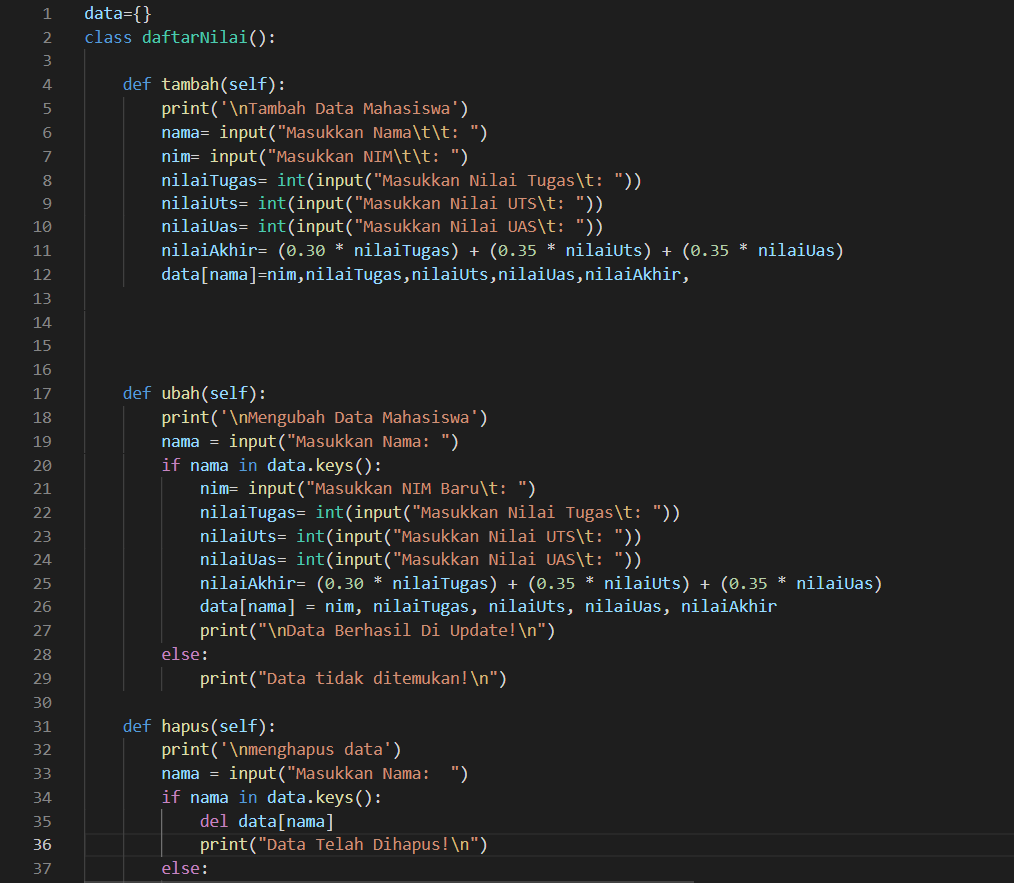 1 data={}
2 class daftarNilai():
3
4     def tambah(self):
5         print('\nTambah Data Mahasiswa')
6         nama= input("Masukkan Nama\t\t: ")
7         nim= input("Masukkan NIM\t\t: ")
8         nilaiTugas= int(input("Masukkan Nilai Tugas\t: "))
9         nilaiUts= int(input("Masukkan Nilai UTS\t: "))
10         nilaiUas= int(input("Masukkan Nilai UAS\t: "))
11         nilaiAkhir= (0.30 * nilaiTugas) + (0.35 * nilaiUts) + (0.35 * nilaiUas)
12         data[nama]=nim,nilaiTugas,nilaiUts,nilaiUas,nilaiAkhir,
13
14
15
16
17     def ubah(self):
18         print('\nMengubah Data Mahasiswa')
19         nama = input("Masukkan Nama: ")
20         if nama in data.keys():
21             nim= input("Masukkan NIM Baru\t: ")
22             nilaiTugas= int(input("Masukkan Nilai Tugas\t: "))
23             nilaiUts= int(input("Masukkan Nilai UTS\t: "))
24             nilaiUas= int(input("Masukkan Nilai UAS\t: "))
25             nilaiAkhir= (0.30 * nilaiTugas) + (0.35 * nilaiUts) + (0.35 * nilaiUas)
26             data[nama] = nim, nilaiTugas, nilaiUts, nilaiUas, nilaiAkhir
27             print("\nData Berhasil Di Update!\n")
28         else:
29             print("Data tidak ditemukan!\n")
30
31     def hapus(self):
32         print('\nmenghapus data')
33         nama = input("Masukkan Nama:  ")
34         if nama in data.keys():
35             del data[nama]
36             print("Data Telah Dihapus!\n")
37         else: